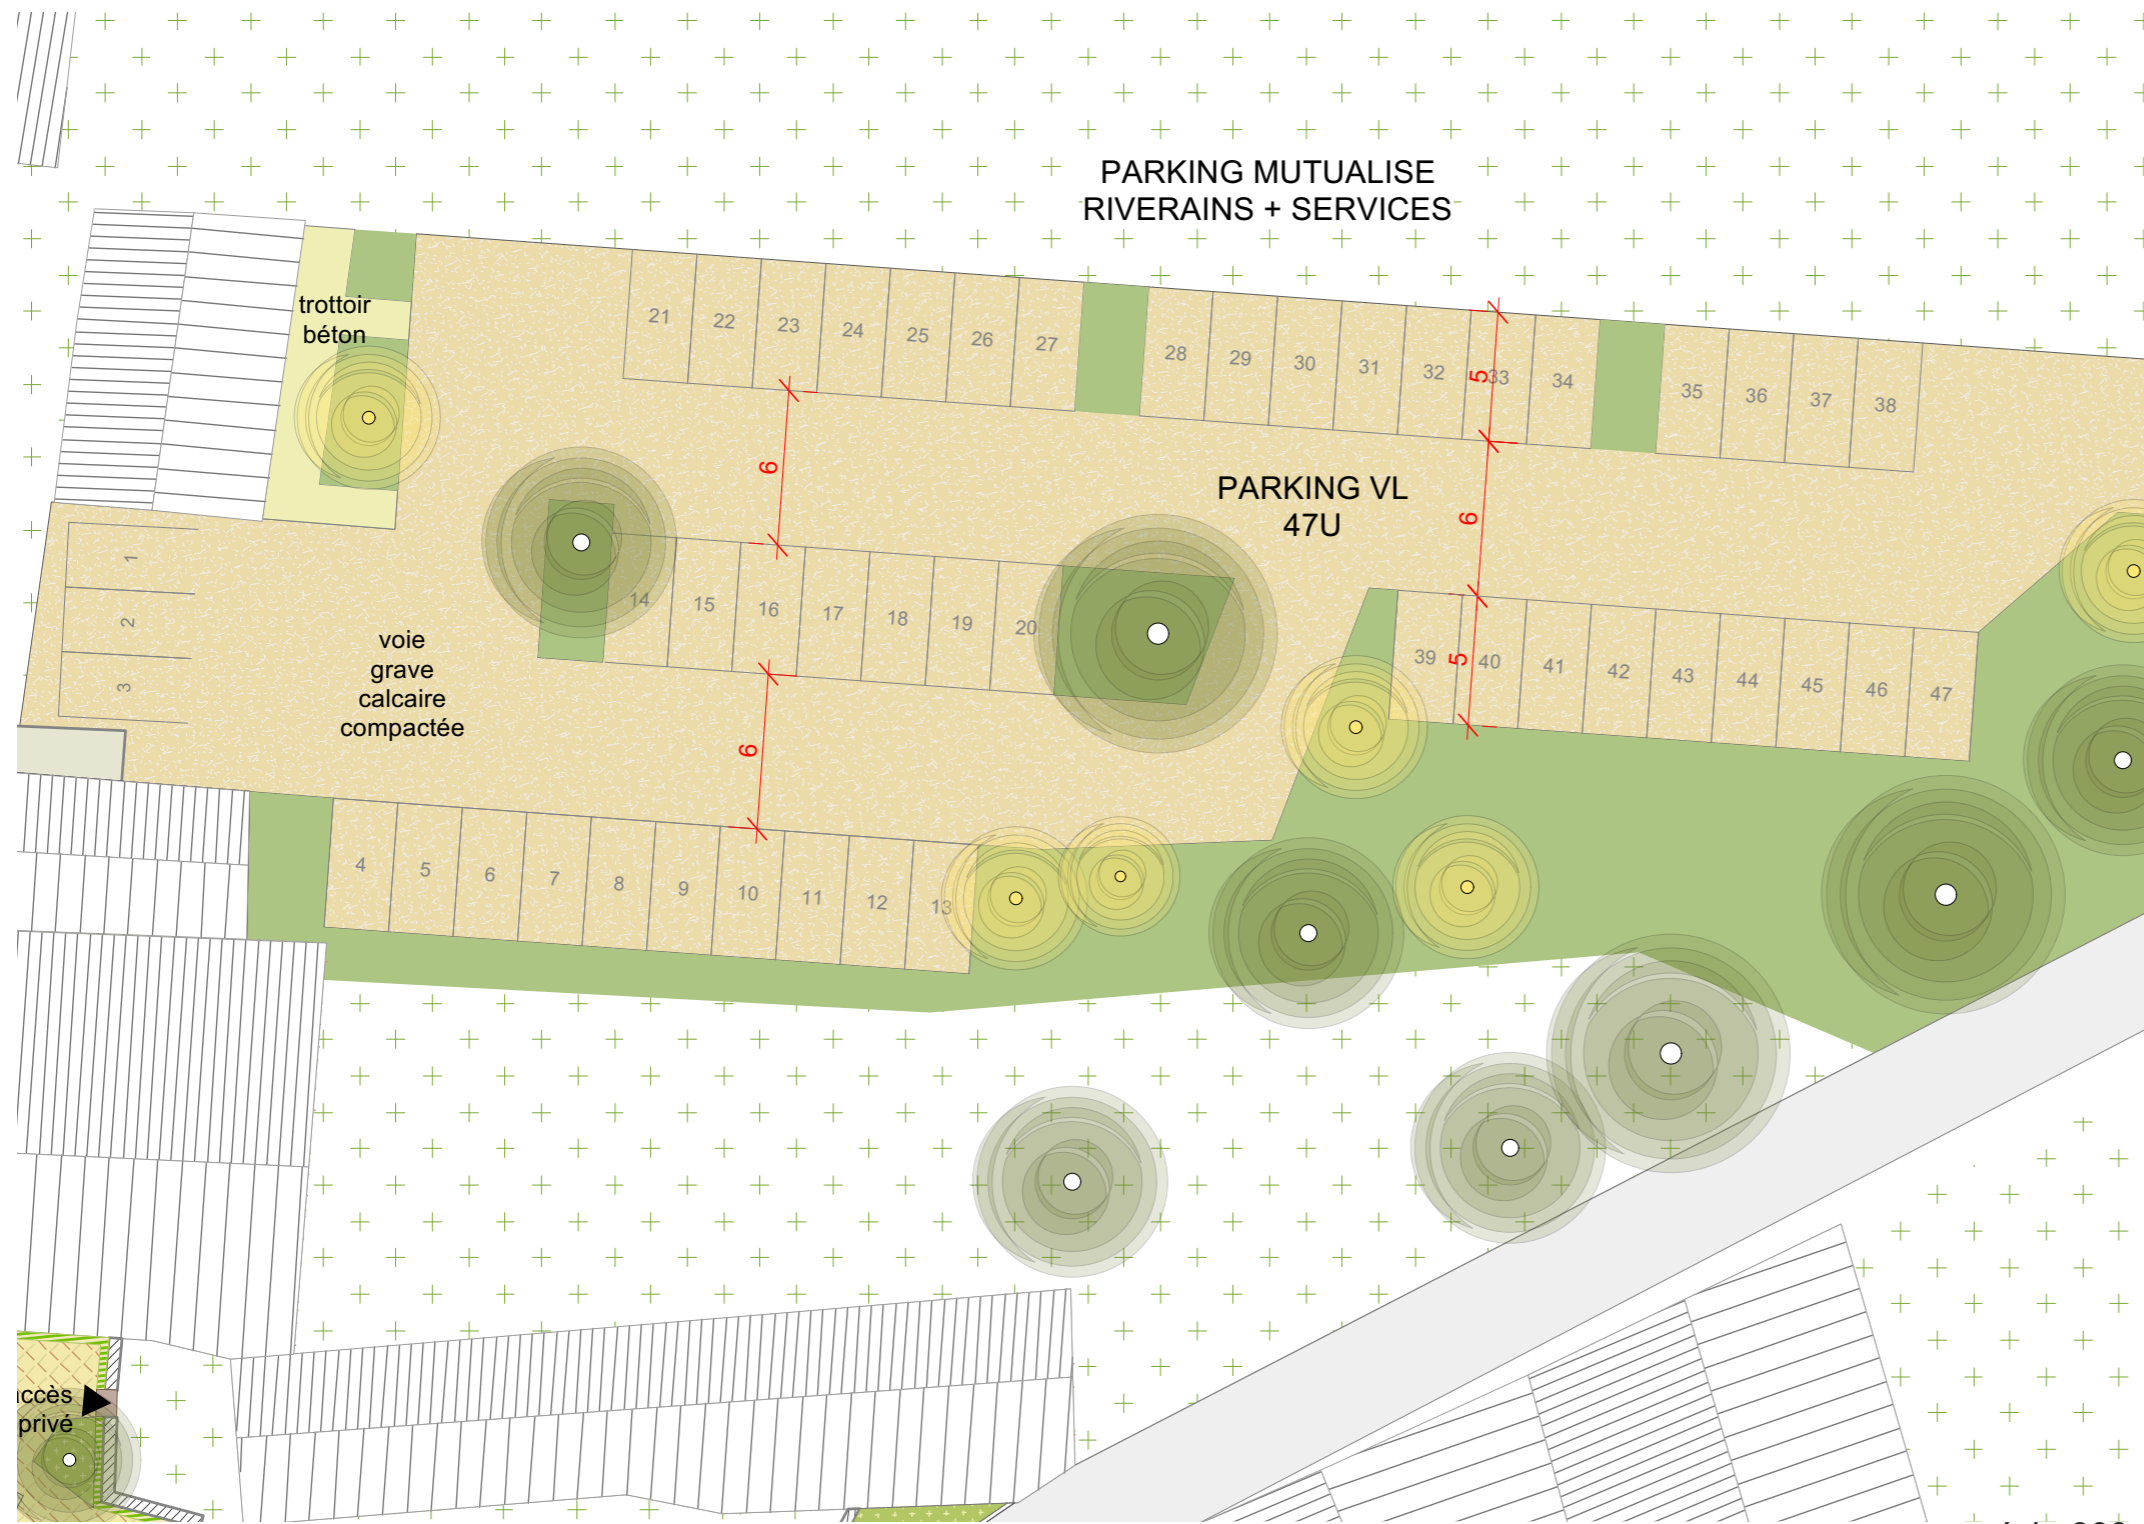 PARKING MUTUALISE
RIVERAINS + SERVICES
trottoir
béton
21 22 23 24 25 26 27 28 29 30 31 32 33 34 35 36 37 38
5
6
6
PARKING VL
47U
1
2
3
voie
grave
calcaire
compactée
14 15 16 17 18 19 20
39 40 41 42 43 44 45 46 47
5
6
4 5 6 7 8 9 10 11 12 13
accès
privé